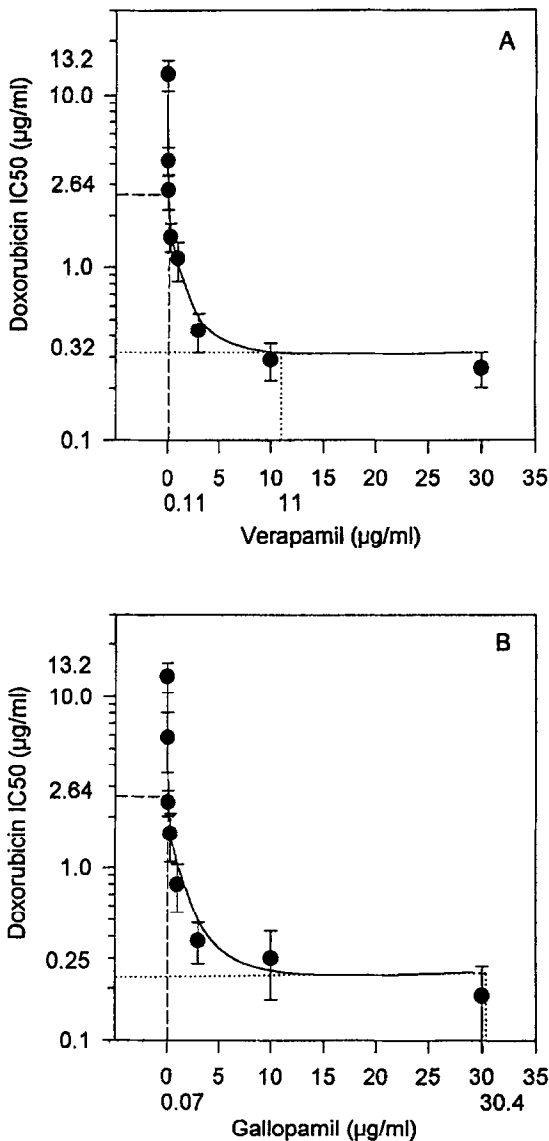 A
Doxorubicin IC50 (µg/ml)
13.2
10.0
2.64
1.0
0.32
0.1
0 5 10 15 20 25 30 35
0.11 11
Verapamil (µg/ml)
B
Doxorubicin IC50 (µg/ml)
13.2
10.0
2.64
1.0
0.25
0.1
0 5 10 15 20 25 30 35
0.07 30.4
Gallopamil (µg/ml)